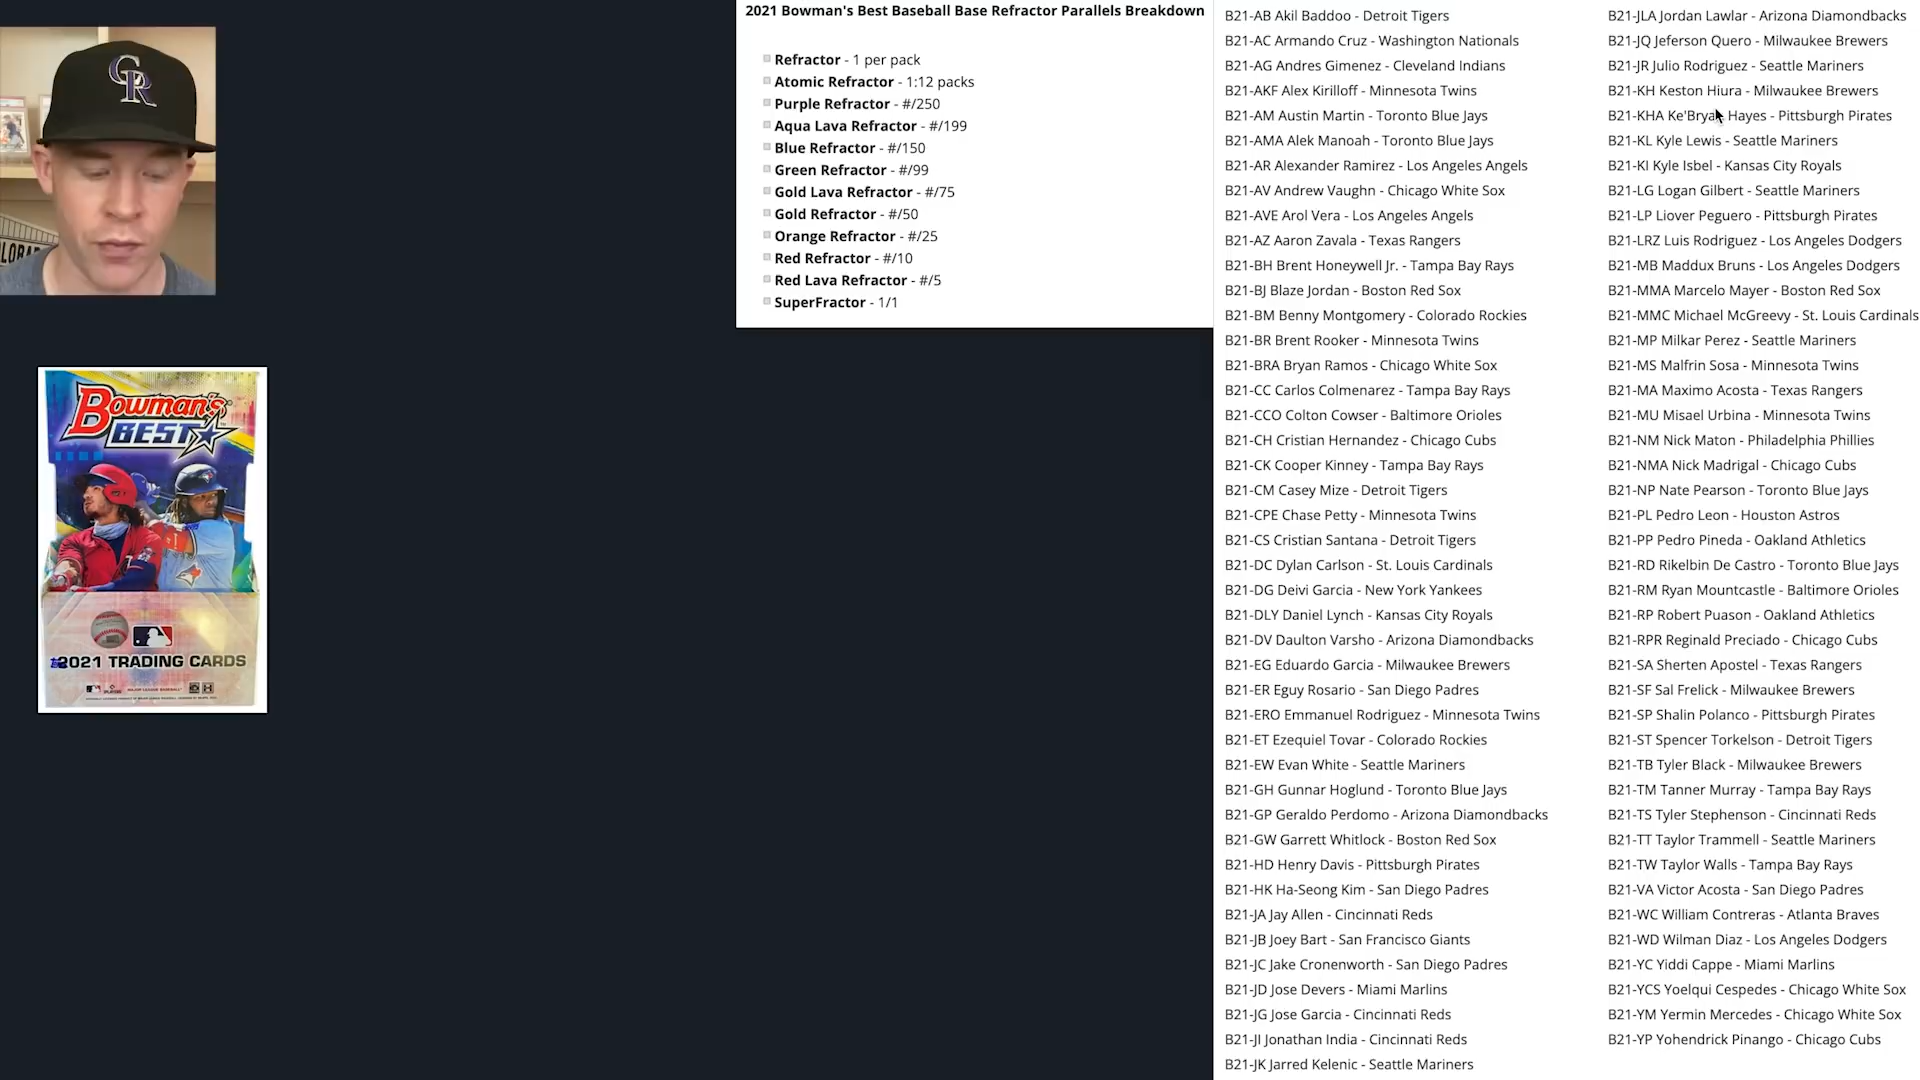 2021 Bowman's Best Baseball Base Refractor Parallels Breakdown
Refractor - 1 per pack
Atomic Refractor - 1:12 packs
Purple Refractor - #/250
Aqua Lava Refractor - #/199
Blue Refractor - #/150
Green Refractor - #/99
Gold Lava Refractor - #/75
Gold Refractor - #/50
Orange Refractor - #/25
Red Refractor - #/10
Red Lava Refractor - #/5
SuperFractor - 1/1
CR
Bowman's
BEST
2021 TRADING CARDS
B21-AB Akil Baddoo - Detroit Tigers
B21-AC Armando Cruz - Washington Nationals
B21-AG Andres Gimenez - Cleveland Indians
B21-AKF Alex Kirilloff - Minnesota Twins
B21-AM Austin Martin - Toronto Blue Jays
B21-AMA Alek Manoah - Toronto Blue Jays
B21-AR Alexander Ramirez - Los Angeles Angels
B21-AV Andrew Vaughn - Chicago White Sox
B21-AVE Arol Vera - Los Angeles Angels
B21-AZ Aaron Zavala - Texas Rangers
B21-BH Brent Honeywell Jr. - Tampa Bay Rays
B21-BJ Blaze Jordan - Boston Red Sox
B21-BM Benny Montgomery - Colorado Rockies
B21-BR Brent Rooker - Minnesota Twins
B21-BRA Bryan Ramos - Chicago White Sox
B21-CC Carlos Colmenarez - Tampa Bay Rays
B21-CCO Colton Cowser - Baltimore Orioles
B21-CH Cristian Hernandez - Chicago Cubs
B21-CK Cooper Kinney - Tampa Bay Rays
B21-CM Casey Mize - Detroit Tigers
B21-CPE Chase Petty - Minnesota Twins
B21-CS Cristian Santana - Detroit Tigers
B21-DC Dylan Carlson - St. Louis Cardinals
B21-DG Deivi Garcia - New York Yankees
B21-DLY Daniel Lynch - Kansas City Royals
B21-DV Daulton Varsho - Arizona Diamondbacks
B21-EG Eduardo Garcia - Milwaukee Brewers
B21-ER Eguy Rosario - San Diego Padres
B21-ERO Emmanuel Rodriguez - Minnesota Twins
B21-ET Ezequiel Tovar - Colorado Rockies
B21-EW Evan White - Seattle Mariners
B21-GH Gunnar Hoglund - Toronto Blue Jays
B21-GP Geraldo Perdomo - Arizona Diamondbacks
B21-GW Garrett Whitlock - Boston Red Sox
B21-HD Henry Davis - Pittsburgh Pirates
B21-HK Ha-Seong Kim - San Diego Padres
B21-JA Jay Allen - Cincinnati Reds
B21-JB Joey Bart - San Francisco Giants
B21-JC Jake Cronenworth - San Diego Padres
B21-JD Jose Devers - Miami Marlins
B21-JG Jose Garcia - Cincinnati Reds
B21-JI Jonathan India - Cincinnati Reds
B21-JK Jarred Kelenic - Seattle Mariners
B21-JLA Jordan Lawlar - Arizona Diamondbacks
B21-JQ Jeferson Quero - Milwaukee Brewers
B21-JR Julio Rodriguez - Seattle Mariners
B21-KH Keston Hiura - Milwaukee Brewers
B21-KHA Ke'Bryan Hayes - Pittsburgh Pirates
B21-KL Kyle Lewis - Seattle Mariners
B21-KI Kyle Isbel - Kansas City Royals
B21-LG Logan Gilbert - Seattle Mariners
B21-LP Liover Peguero - Pittsburgh Pirates
B21-LRZ Luis Rodriguez - Los Angeles Dodgers
B21-MB Maddux Bruns - Los Angeles Dodgers
B21-MMA Marcelo Mayer - Boston Red Sox
B21-MMC Michael McGreevy - St. Louis Cardinals
B21-MP Milkar Perez - Seattle Mariners
B21-MS Malfrin Sosa - Minnesota Twins
B21-MA Maximo Acosta - Texas Rangers
B21-MU Misael Urbina - Minnesota Twins
B21-NM Nick Maton - Philadelphia Phillies
B21-NMA Nick Madrigal - Chicago Cubs
B21-NP Nate Pearson - Toronto Blue Jays
B21-PL Pedro Leon - Houston Astros
B21-PP Pedro Pineda - Oakland Athletics
B21-RD Rikelbin De Castro - Toronto Blue Jays
B21-RM Ryan Mountcastle - Baltimore Orioles
B21-RP Robert Puason - Oakland Athletics
B21-RPR Reginald Preciado - Chicago Cubs
B21-SA Sherten Apostel - Texas Rangers
B21-SF Sal Frelick - Milwaukee Brewers
B21-SP Shalin Polanco - Pittsburgh Pirates
B21-ST Spencer Torkelson - Detroit Tigers
B21-TB Tyler Black - Milwaukee Brewers
B21-TM Tanner Murray - Tampa Bay Rays
B21-TS Tyler Stephenson - Cincinnati Reds
B21-TT Taylor Trammell - Seattle Mariners
B21-TW Taylor Walls - Tampa Bay Rays
B21-VA Victor Acosta - San Diego Padres
B21-WC William Contreras - Atlanta Braves
B21-WD Wilman Diaz - Los Angeles Dodgers
B21-YC Yiddi Cappe - Miami Marlins
B21-YCS Yoelqui Cespedes - Chicago White Sox
B21-YM Yermin Mercedes - Chicago White Sox
B21-YP Yohendrick Pinango - Chicago Cubs